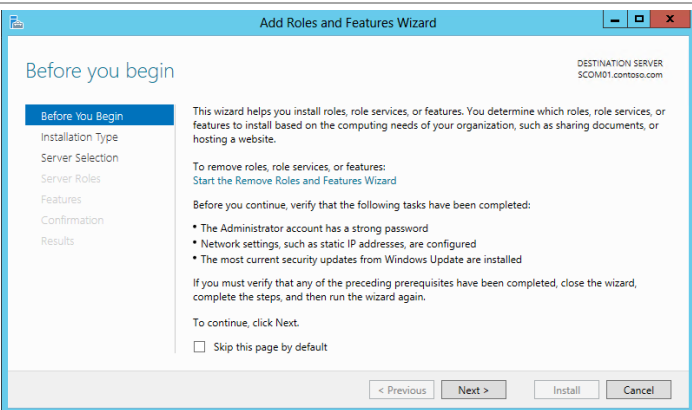 Add Roles and Features Wizard
Before you begin
DESTINATION SERVER
SCOM01.contoso.com
Before You Begin
Installation Type
Server Selection
Server Roles
Features
Confirmation
Results
This wizard helps you install roles, role services, or features. You determine which roles, role services, or
features to install based on the computing needs of your organization, such as sharing documents, or
hosting a website.
To remove roles, role services, or features:
Start the Remove Roles and Features Wizard
Before you continue, verify that the following tasks have been completed:
• The Administrator account has a strong password
• Network settings, such as static IP addresses, are configured
• The most current security updates from Windows Update are installed
If you must verify that any of the preceding prerequisites have been completed, close the wizard,
complete the steps, and then run the wizard again.
To continue, click Next.
Skip this page by default
< Previous
Next >
Install
Cancel